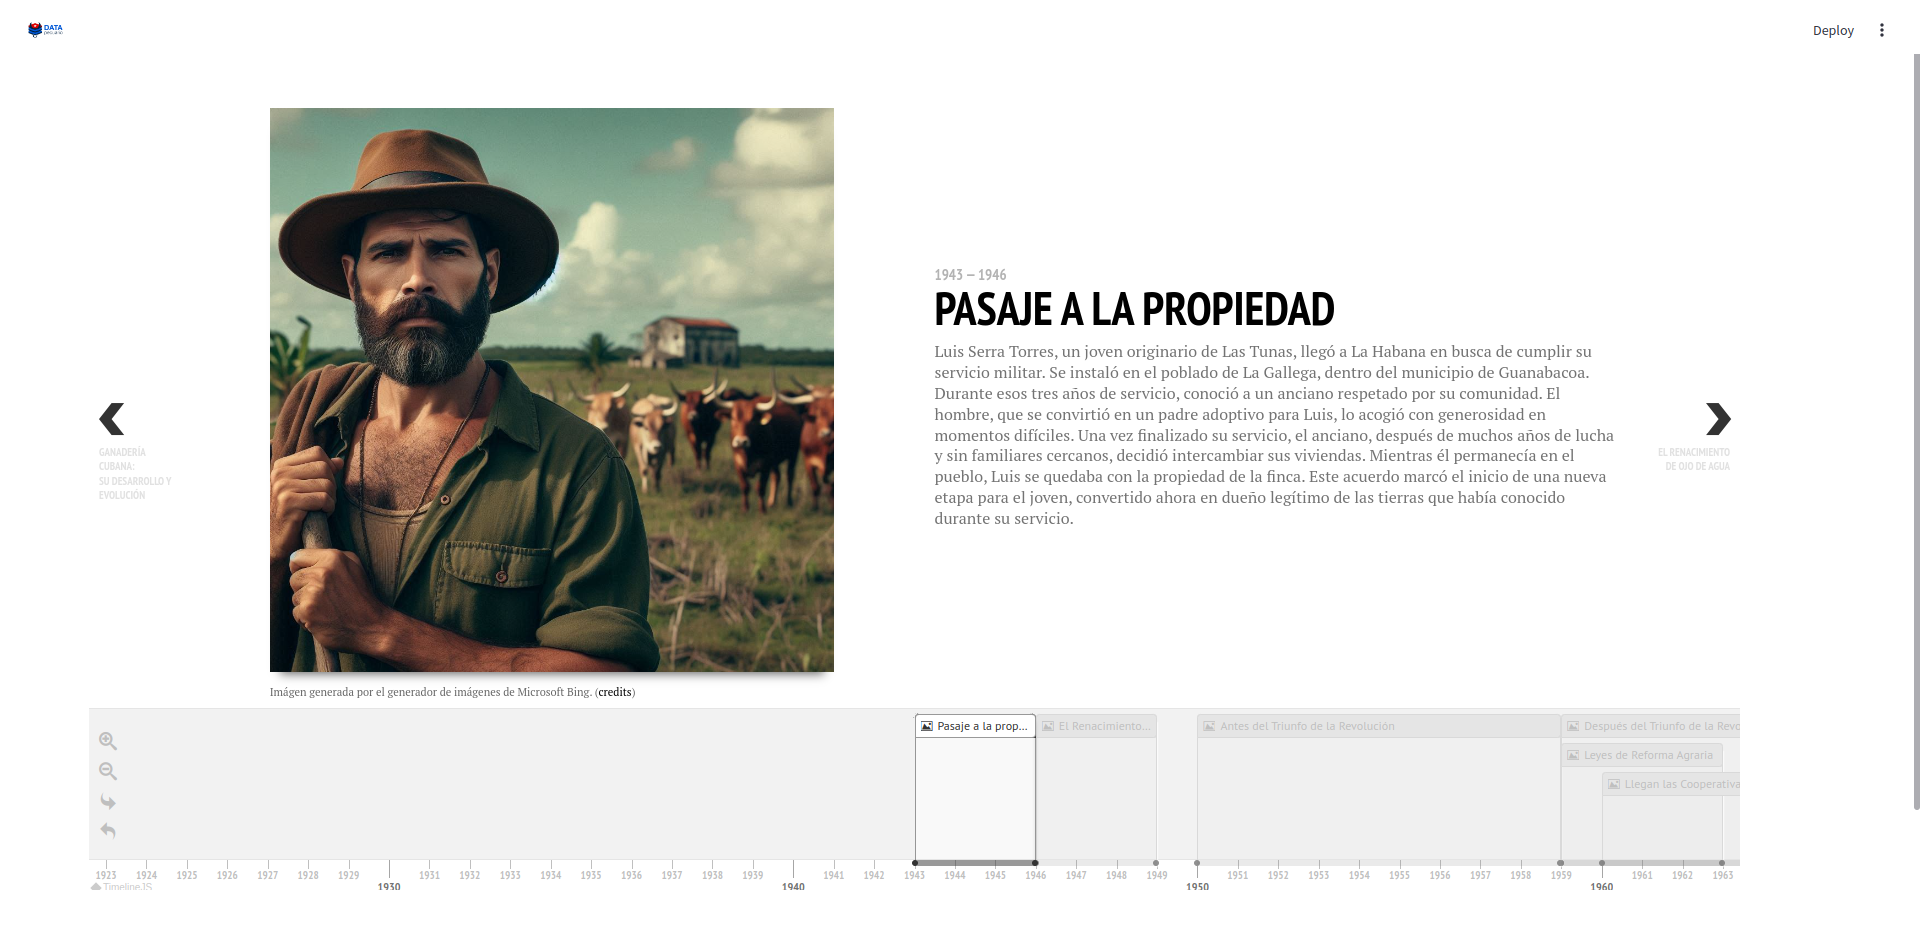 DATA
Deploy
1943 – 1946
PASAJE A LA PROPIEDAD
Luis Serra Torres, un joven originario de Las Tunas, llegó a La Habana en busca de cumplir su
servicio militar. Se instaló en el poblado de La Gallega, dentro del municipio de Guanabacoa.
Durante esos tres años de servicio, conoció a un anciano respetado por su comunidad. El
hombre, que se convirtió en un padre adoptivo para Luis, lo acogió con generosidad en
momentos difíciles. Una vez finalizado su servicio, el anciano, después de muchos años de lucha
y sin familiares cercanos, decidió intercambiar sus viviendas. Mientras él permanecía en el
pueblo, Luis se quedaba con la propiedad de la finca. Este acuerdo marcó el inicio de una nueva
etapa para el joven, convertido ahora en dueño legítimo de las tierras que había conocido
durante su servicio.
GANADERÍA
CUBANA:
SU DESARROLLO Y
EVOLUCIÓN
EL RENACIMIENTO
DE OJO DE AGUA
Imágen generada por el generador de imágenes de Microsoft Bing. (credits)
Pasaje a la prop...
El Renacimiento...
Antes del Triunfo de la Revolución
Después del Triunfo de la Revo
Leyes de Reforma Agraria
Llegan las Cooperativa
1923 1924 1925 1926 1927 1928 1929 1930 1931 1932 1933 1934 1935 1936 1937 1938 1939 1940 1941 1942 1943 1944 1945 1946 1947 1948 1949 1950 1951 1952 1953 1954 1955 1956 1957 1958 1959 1960 1961 1962 1963
TimelineJS